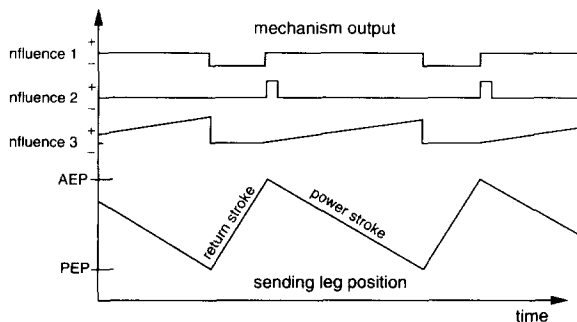 mechanism output
+
nfluence 1
−
+
nfluence 2
−
+
nfluence 3
−
AEP
return stroke
power stroke
PEP
sending leg position
time